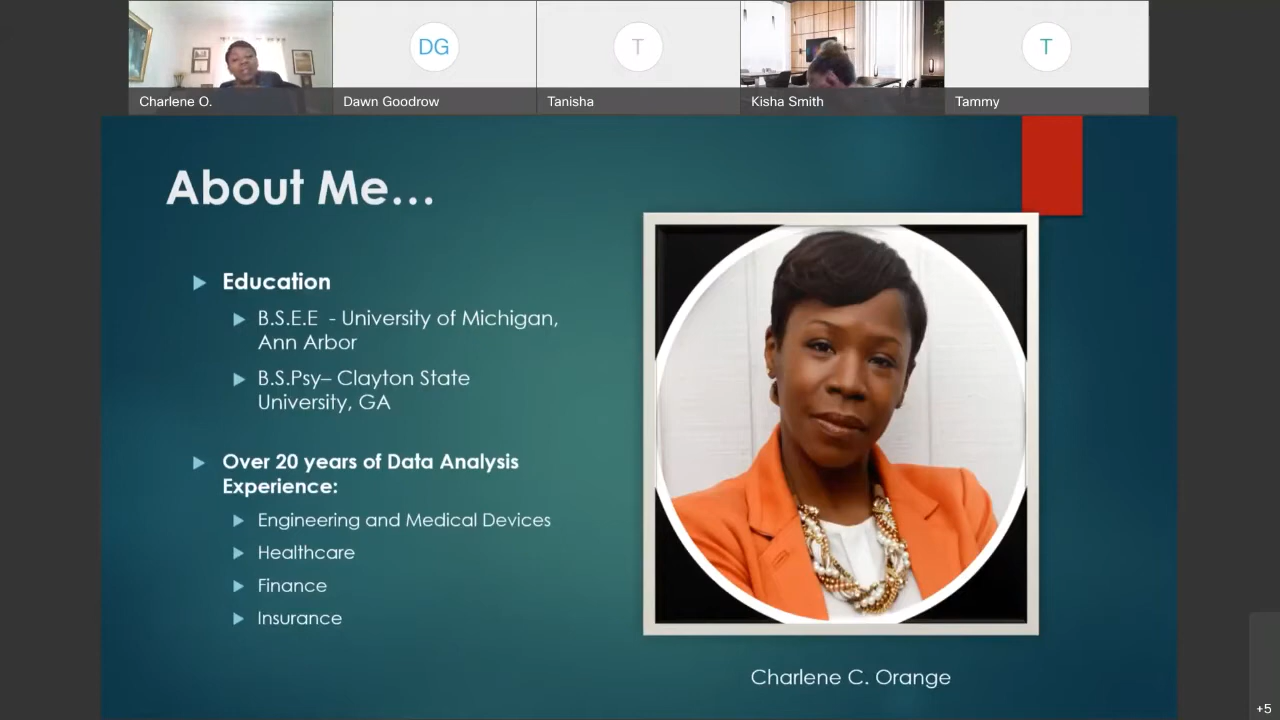 DG
T
T
Charlene O.
Dawn Goodrow
Tanisha
Kisha Smith
Tammy
About Me...
Education
B.S.E.E - University of Michigan,
Ann Arbor
B.S.Psy– Clayton State
University, GA
Over 20 years of Data Analysis
Experience:
Engineering and Medical Devices
Healthcare
Finance
Insurance
Charlene C. Orange
+5